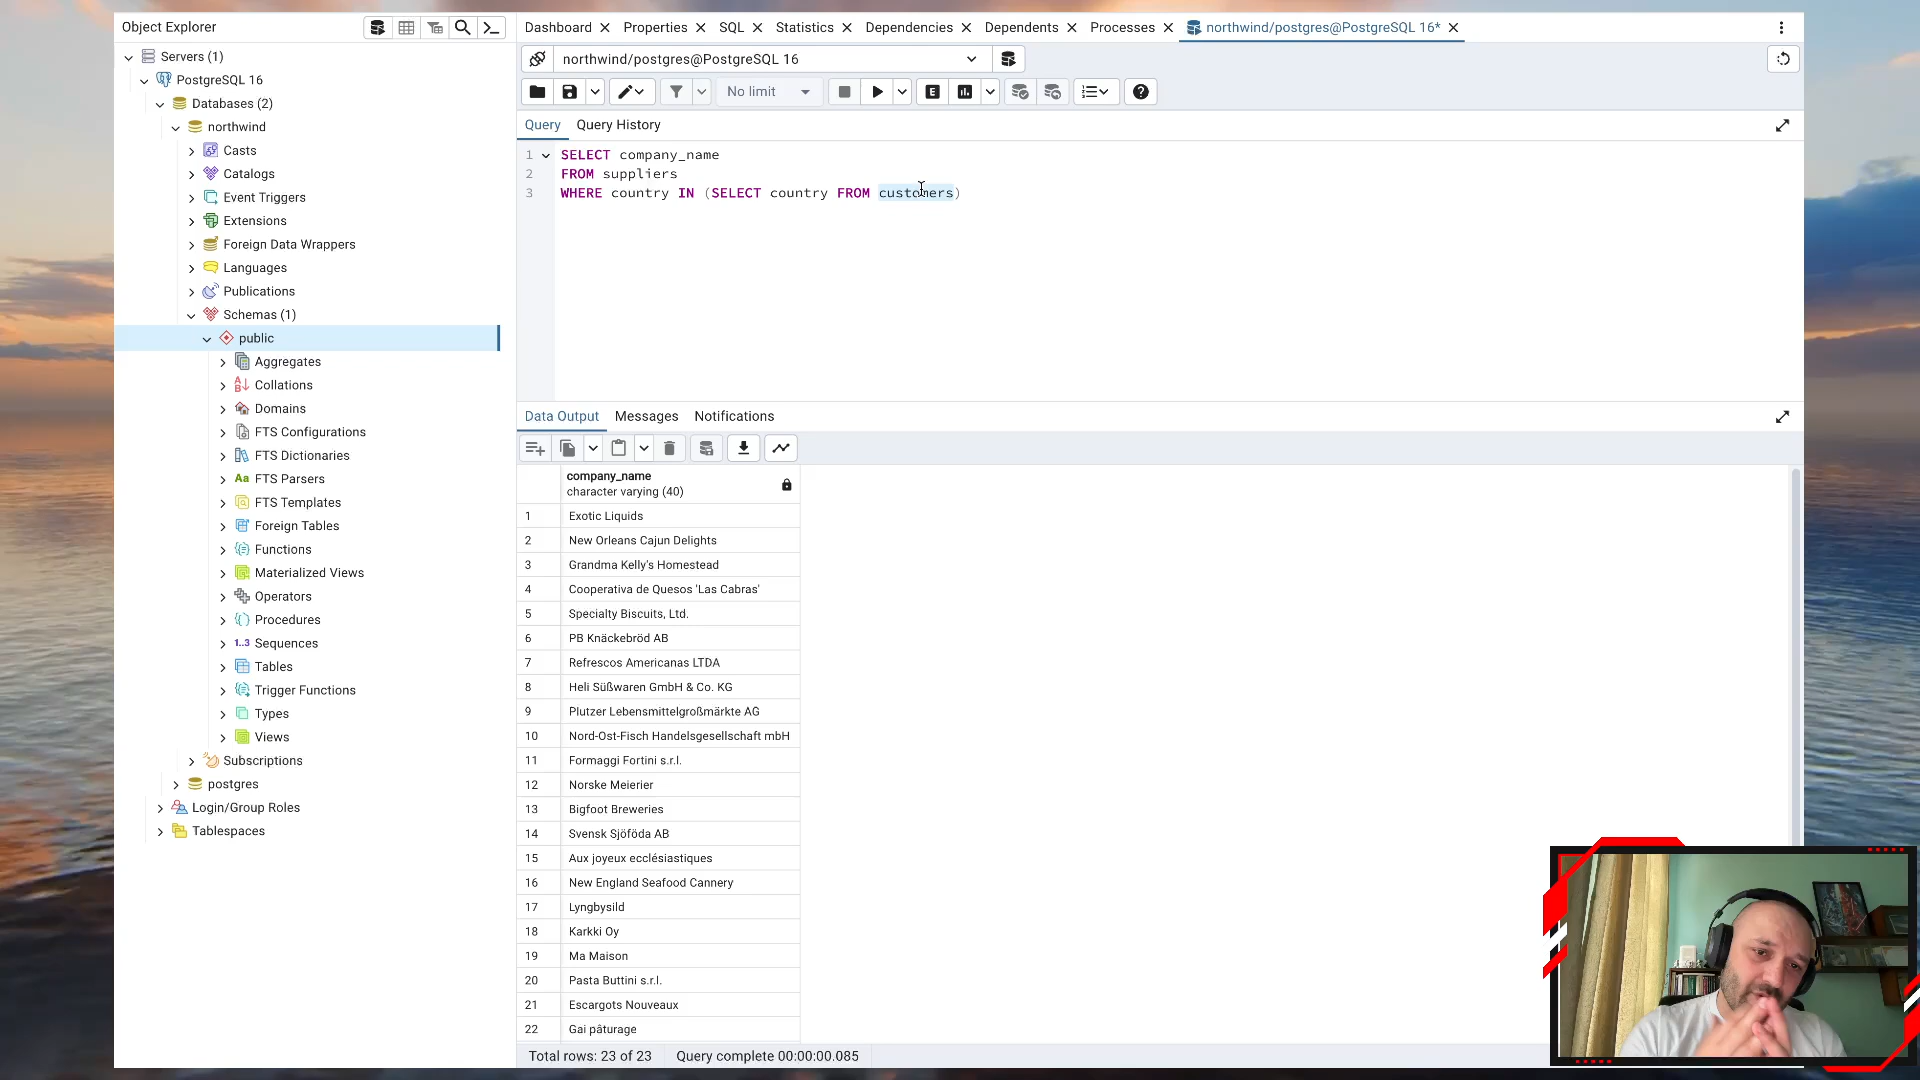 Object Explorer
Servers (1)
PostgreSQL 16
Databases (2)
northwind
Casts
Catalogs
Event Triggers
Extensions
Foreign Data Wrappers
Languages
Publications
Schemas (1)
public
Aggregates
Collations
Domains
FTS Configurations
FTS Dictionaries
Aa FTS Parsers
FTS Templates
Foreign Tables
Functions
Materialized Views
Operators
Procedures
1..3 Sequences
Tables
Trigger Functions
Types
Views
Subscriptions
postgres
Login/Group Roles
Tablespaces
Dashboard Properties SQL Statistics Dependencies Dependents Processes northwind/postgres@PostgreSQL 16*
northwind/postgres@PostgreSQL 16
No limit E
Query Query History
1 SELECT company_name
2 FROM suppliers
3 WHERE country IN (SELECT country FROM customers)
Data Output Messages Notifications
company_name
character varying (40)
1 Exotic Liquids
2 New Orleans Cajun Delights
3 Grandma Kelly's Homestead
4 Cooperativa de Quesos 'Las Cabras'
5 Specialty Biscuits, Ltd.
6 PB Knäckebröd AB
7 Refrescos Americanas LTDA
8 Heli Süßwaren GmbH & Co. KG
9 Plutzer Lebensmittelgroßmärkte AG
10 Nord-Ost-Fisch Handelsgesellschaft mbH
11 Formaggi Fortini s.r.l.
12 Norske Meierier
13 Bigfoot Breweries
14 Svensk Sjöföda AB
15 Aux joyeux ecclésiastiques
16 New England Seafood Cannery
17 Lyngbysild
18 Karkki Oy
19 Ma Maison
20 Pasta Buttini s.r.l.
21 Escargots Nouveaux
22 Gai pâturage
Total rows: 23 of 23 Query complete 00:00:00.085